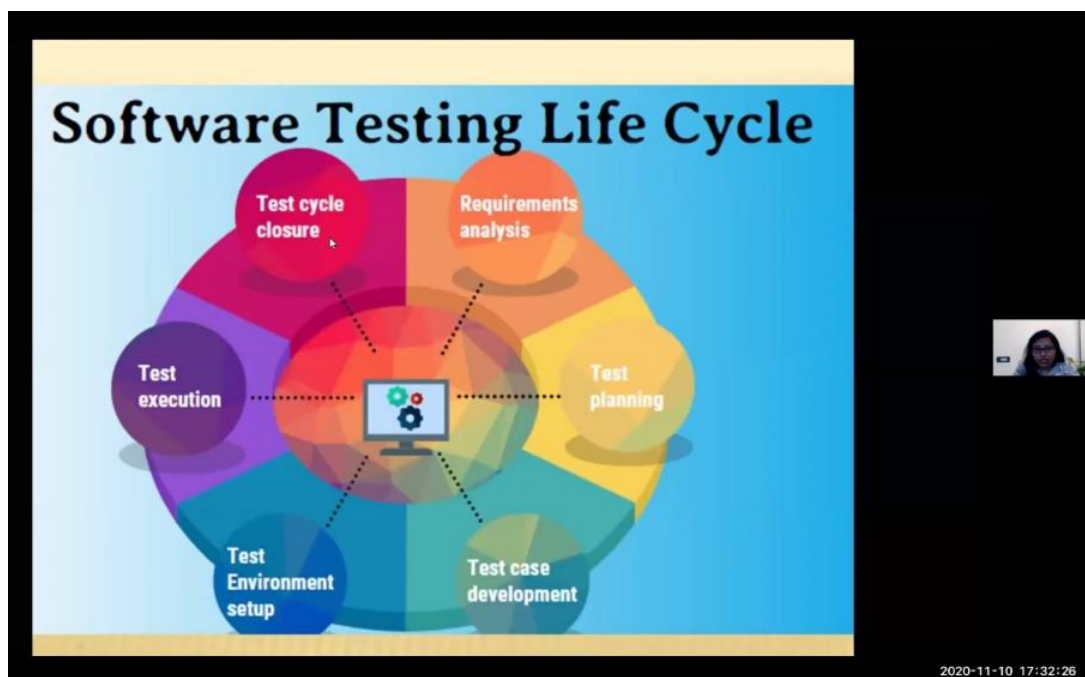 Software Testing Life Cycle
Test cycle
closure
Requirements
analysis
Test
execution
Test
planning
Test
Environment
setup
Test case
development
2020-11-10 17:32:26